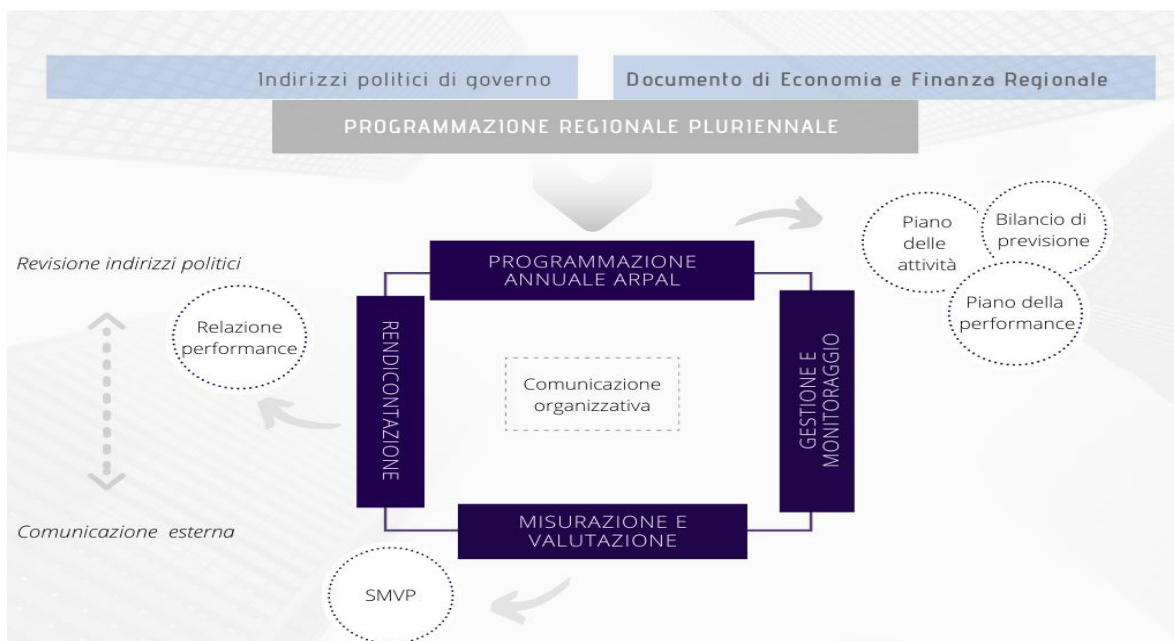 Indirizzi politici di governo
Documento di Economia e Finanza Regionale
PROGRAMMAZIONE REGIONALE PLURIENNALE
Piano
delle
attività
Bilancio di
previsione
Piano della
performance
PROGRAMMAZIONE
ANNUALE ARPAL
Revisione indirizzi politici
Relazione
performance
RENDICONTAZIONE
Comunicazione
organizzativa
GESTIONE E
MONITORAGGIO
Comunicazione esterna
MISURAZIONE E
VALUTAZIONE
SMVP